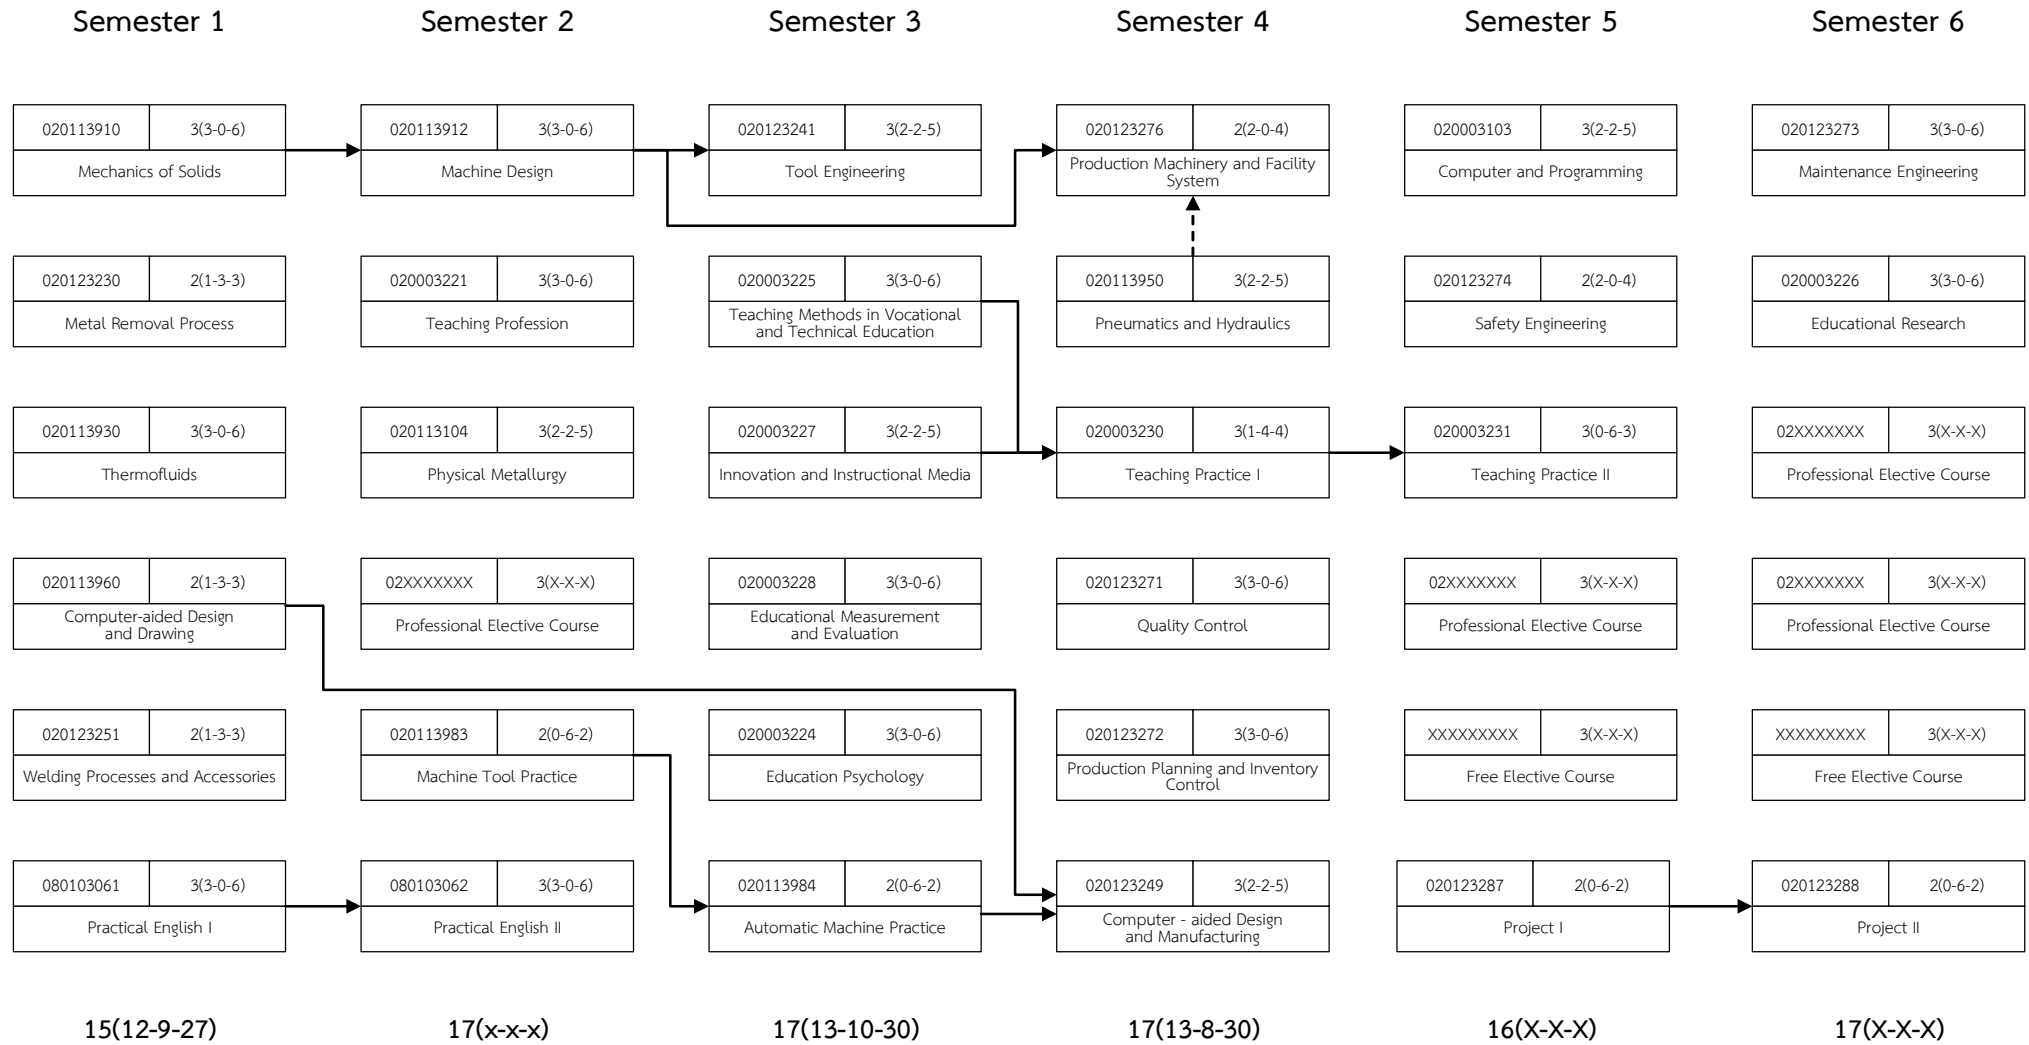 Semester 1 Semester 2 Semester 3 Semester 4 Semester 5 Semester 6
020113910 3(3-0-6) 020113912 3(3-0-6) 020123241 3(2-2-5) 020123276 2(2-0-4) 020003103 3(2-2-5) 020123273 3(3-0-6)
Mechanics of Solids Machine Design Tool Engineering Production Machinery and Facility Computer and Programming Maintenance Engineering
System
020123230 2(1-3-3) 020003221 3(3-0-6) 020003225 3(3-0-6) 020113950 3(2-2-5) 020123274 2(2-0-4) 020003226 3(3-0-6)
Metal Removal Process Teaching Profession Teaching Methods in Vocational Pneumatics and Hydraulics Safety Engineering Educational Research
and Technical Education
020113930 3(3-0-6) 020113104 3(2-2-5) 020003227 3(2-2-5) 020003230 3(1-4-4) 020003231 3(0-6-3) 02XXXXXXX 3(X-X-X)
Thermofluids Physical Metallurgy Innovation and Instructional Media Teaching Practice I Teaching Practice II Professional Elective Course
020113960 2(1-3-3) 02XXXXXXX 3(X-X-X) 020003228 3(3-0-6) 020123271 3(3-0-6) 02XXXXXXX 3(X-X-X) 02XXXXXXX 3(X-X-X)
Computer-aided Design Professional Elective Course Educational Measurement Quality Control Professional Elective Course Professional Elective Course
and Drawing and Evaluation
020123251 2(1-3-3) 020113983 2(0-6-2) 020003224 3(3-0-6) 020123272 3(3-0-6) XXXXXXXXX 3(X-X-X) XXXXXXXXX 3(X-X-X)
Welding Processes and Accessories Machine Tool Practice Education Psychology Production Planning and Inventory Free Elective Course Free Elective Course
Control
080103061 3(3-0-6) 080103062 3(3-0-6) 020113984 2(0-6-2) 020123249 3(2-2-5) 020123287 2(0-6-2) 020123288 2(0-6-2)
Practical English I Practical English II Automatic Machine Practice Computer - aided Design Project I Project II
and Manufacturing
15(12-9-27) 17(x-x-x) 17(13-10-30) 17(13-8-30) 16(X-X-X) 17(X-X-X)